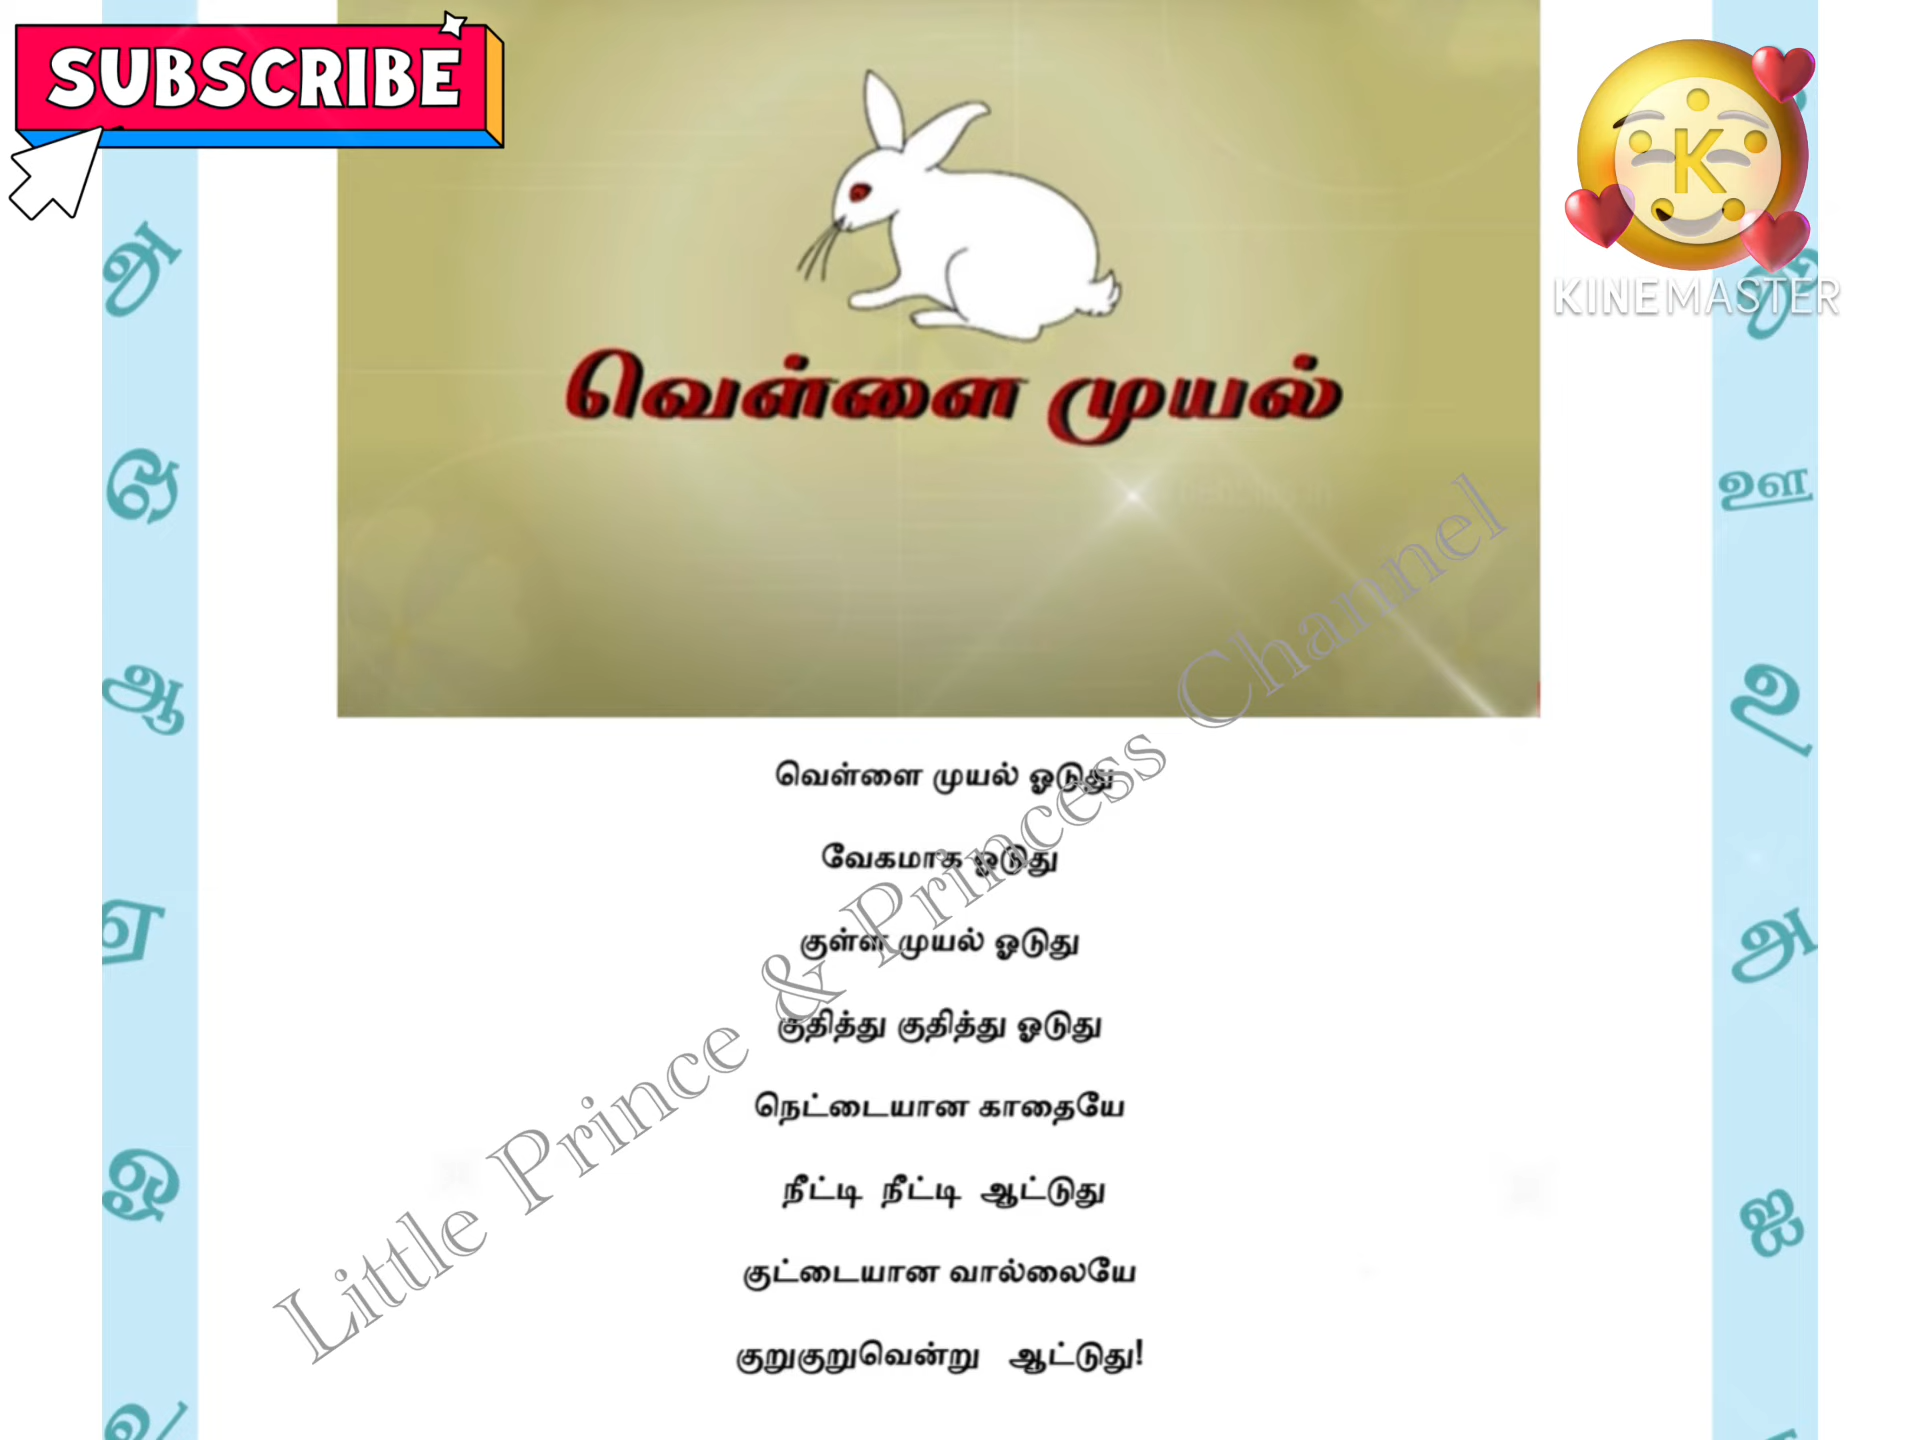 SUBSCRIBE
K
KINEMASTER
வெள்ளை முயல்
வெள்ளை முயல் ஓடுது
வேகமாக ஓடுது
குள்ள முயல் ஓடுது
குதித்து குதித்து ஓடுது
நெட்டையான காதையே
நீட்டி நீட்டி ஆட்டுது
குட்டையான வால்லையே
குறுகுறுவென்று ஆட்டுது!
Little Prince & Princess Channel
அ
ஒ
ஆ
ஏ
ஒ
ஊ
உ
அ
ஐ